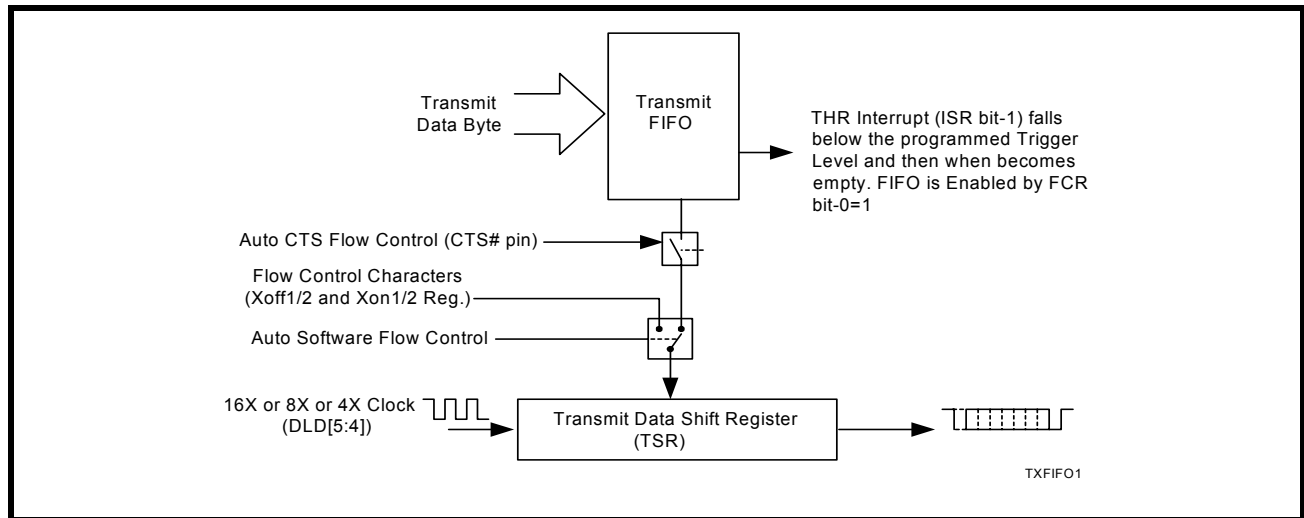 Transmit
Data Byte
Transmit
FIFO
THR Interrupt (ISR bit-1) falls
below the programmed Trigger
Level and then when becomes
empty. FIFO is Enabled by FCR
bit-0=1
Auto CTS Flow Control (CTS# pin)
Flow Control Characters
(Xoff1/2 and Xon1/2 Reg.)
Auto Software Flow Control
16X or 8X or 4X Clock
(DLD[5:4])
Transmit Data Shift Register
(TSR)
TXFIFO1